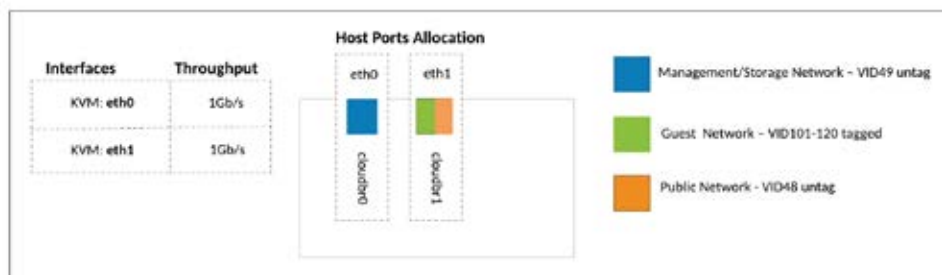 Host Ports Allocation
Interfaces Throughput
KVM: eth0 1Gb/s
KVM: eth1 1Gb/s
eth0 eth1
cloudbr0
cloudbr1
Management/Storage Network – VID49 untag
Guest Network – VID101-120 tagged
Public Network - VID48 untag